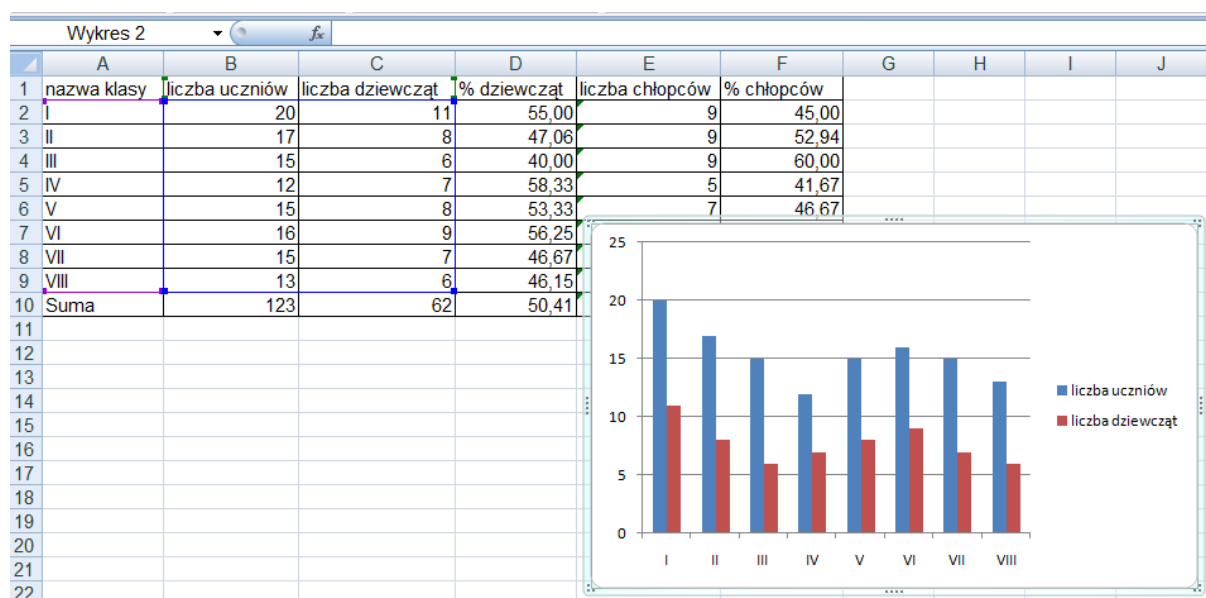 Wykres 2 fx
A B C D E F G H I J
1 nazwa klasy liczba uczniów liczba dziewcząt % dziewcząt liczba chłopców % chłopców
2 I 20 11 55,00 9 45,00
3 II 17 8 47,06 9 52,94
4 III 15 6 40,00 9 60,00
5 IV 12 7 58,33 5 41,67
6 V 15 8 53,33 7 46,67
7 VI 16 9 56,25
8 VII 15 7 46,67
9 VIII 13 6 46,15
10 Suma 123 62 50,41
11
12
13
14
15
16
17
18
19
20
21
22
25
20
15
10
5
0
I II III IV V VI VII VIII
liczba uczniów
liczba dziewcząt